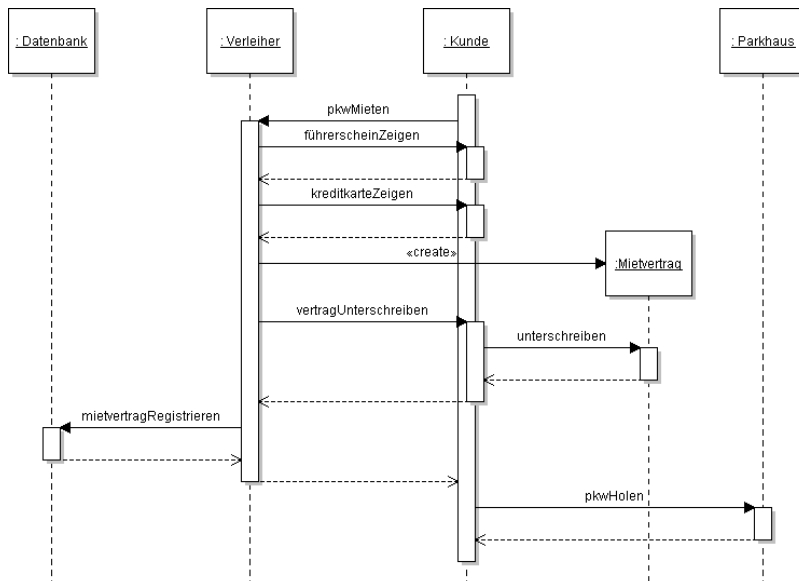 : Datenbank
: Verleiher
: Kunde
: Parkhaus
pkwMieten
führerscheinZeigen
kreditkarteZeigen
«create»
:Mietvertrag
vertragUnterschreiben
unterschreiben
mietvertragRegistrieren
pkwHolen